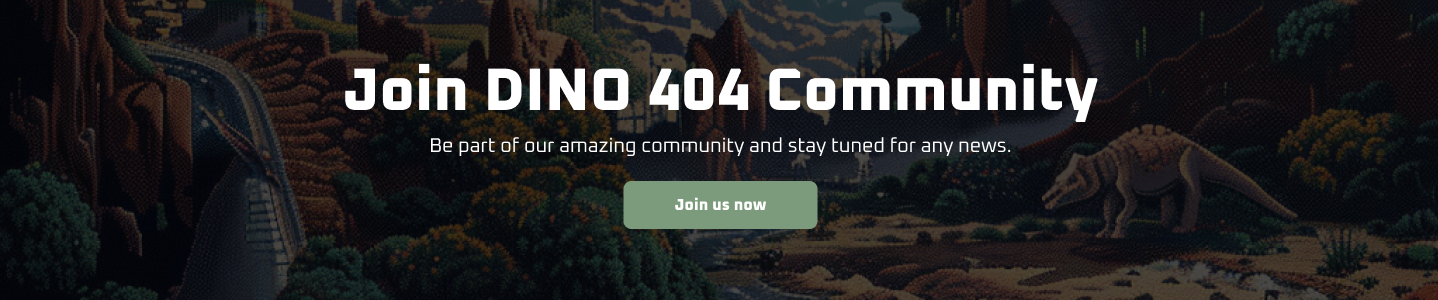 Join DINO 404 Community
Be part of our amazing community and stay tuned for any news.
Join us now